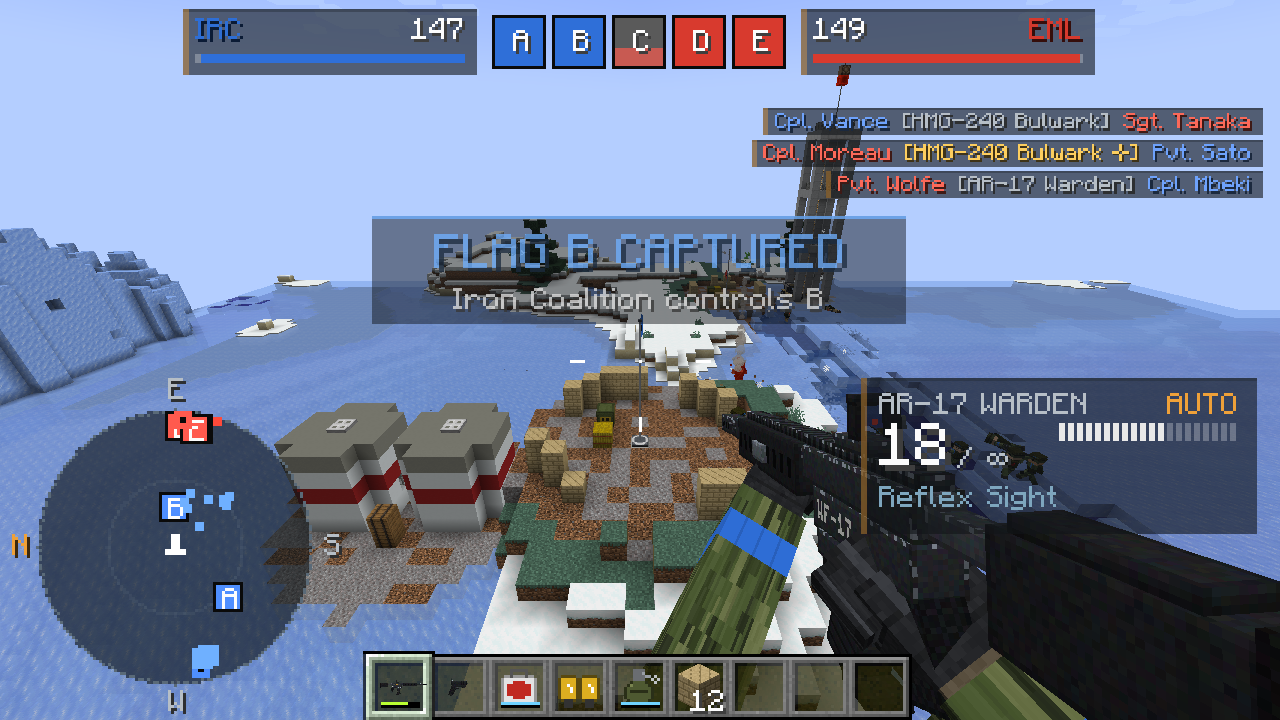 IRC 147 A B C D E 149 EML
Cpl. Vance [HMG-240 Bulwark] Sgt. Tanaka
Cpl. Moreau [HMG-240 Bulwark ] Pvt. Sato
Pvt. Wolfe [AR-17 Warden] Cpl. Mbeki
FLAG B CAPTURED
Iron Coalition controls B
E
E
B
N
S
A
W
AR-17 WARDEN AUTO
18 / ∞
Reflex Sight
12